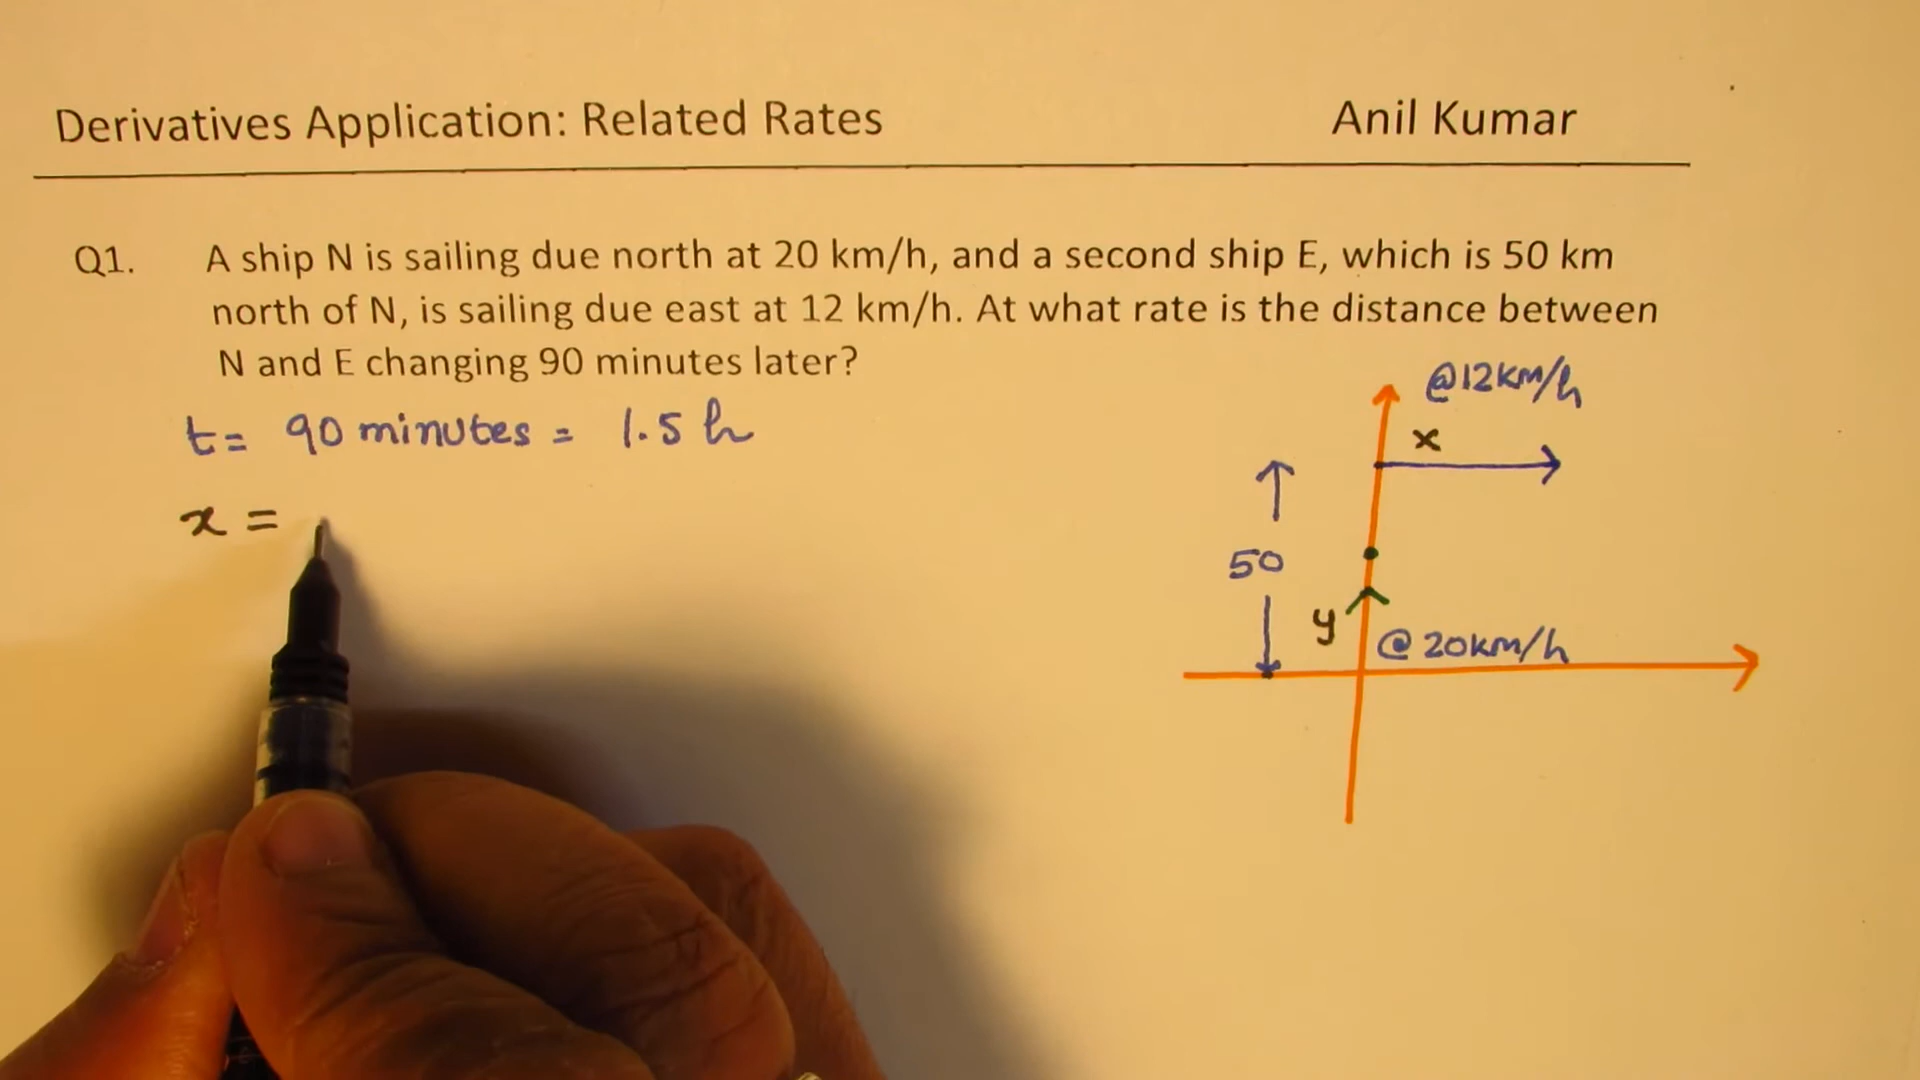 Derivatives Application: Related Rates Anil Kumar
Q1. A ship N is sailing due north at 20 km/h, and a second ship E, which is 50 km
north of N, is sailing due east at 12 km/h. At what rate is the distance between
N and E changing 90 minutes later?
@12km/h
t= 90 minutes = 1.5 h
x
x =
50
y
@ 20km/h